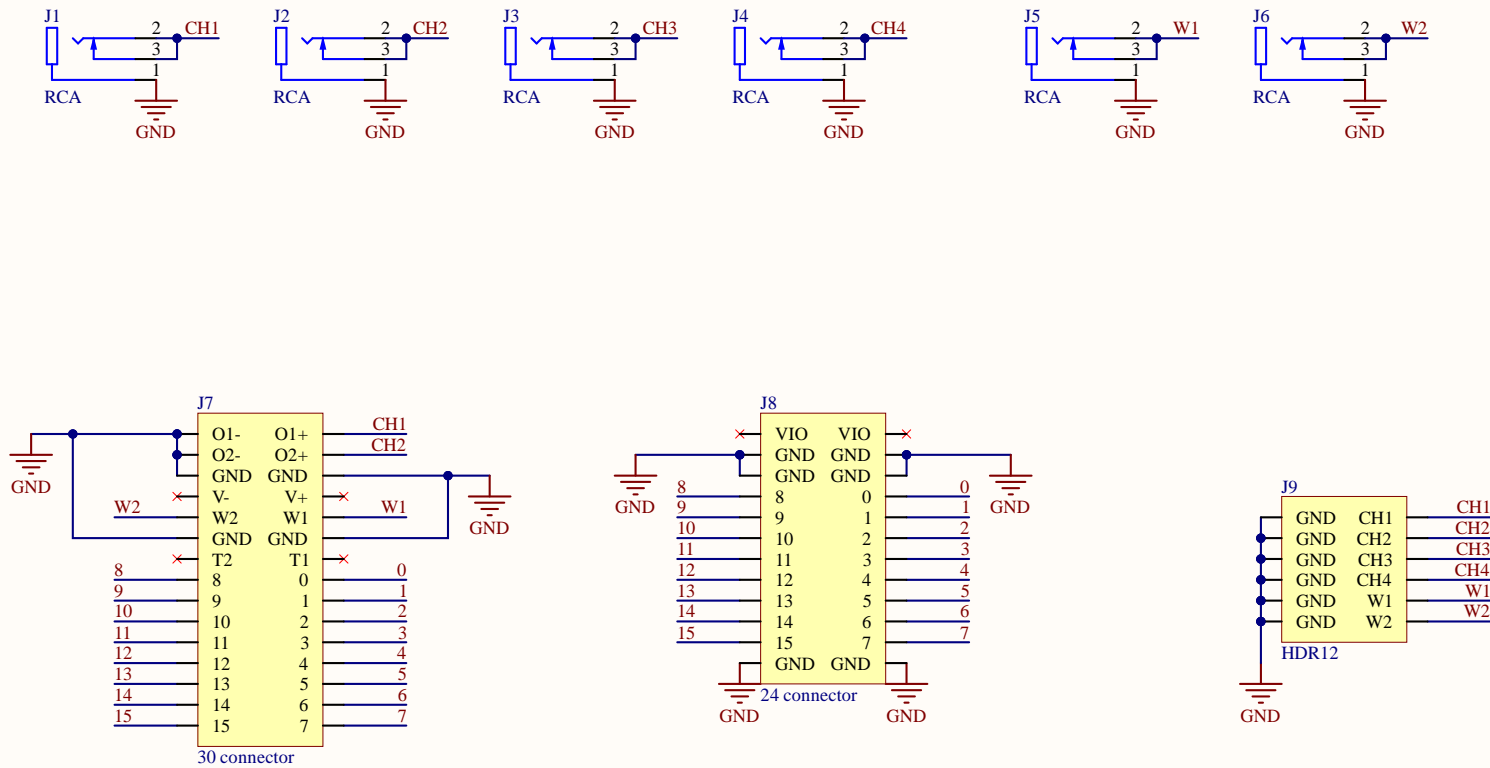 J1 J2 J3 J4 J5 J6
2 CH1 2 CH2 2 CH3 2 CH4 2 W1 2 W2
3 3 3 3 3 3
1 1 1 1 1 1
RCA RCA RCA RCA RCA RCA
GND GND GND GND GND GND
J7
O1- O1+ CH1
O2- O2+ CH2
GND GND
GND
V- V+
W2 W2 W1 W1
GND GND
GND
T2 T1
8 8 0 0
9 9 1 1
10 10 2 2
11 11 3 3
12 12 4 4
13 13 5 5
14 14 6 6
15 15 7 7
30 connector
J8
VIO VIO
GND GND
GND GND
8 8 0 0
GND GND
9 9 1 1
10 10 2 2
11 11 3 3
12 12 4 4
13 13 5 5
14 14 6 6
15 15 7 7
GND GND
24 connector
GND GND
J9
GND CH1 CH1
GND CH2 CH2
GND CH3 CH3
GND CH4 CH4
GND W1 W1
GND W2 W2
HDR12
GND